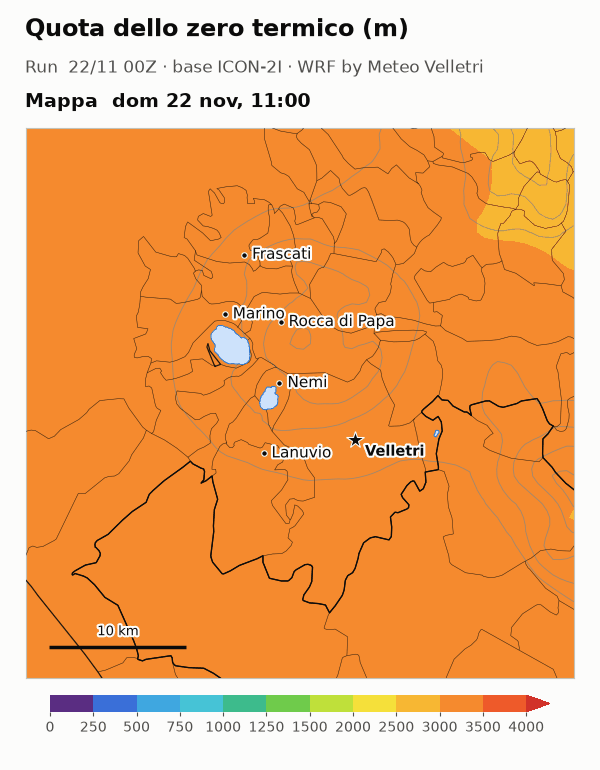 Quota dello zero termico (m)
Run  22/11 00Z · base ICON-2I · WRF by Meteo Velletri
Mappa  dom 22 nov, 11:00
Frascati
Marino
Rocca di Papa
Nemi
Velletri
Lanuvio
10 km
0 250 500 750 1000 1250 1500 2000 2500 3000 3500 4000